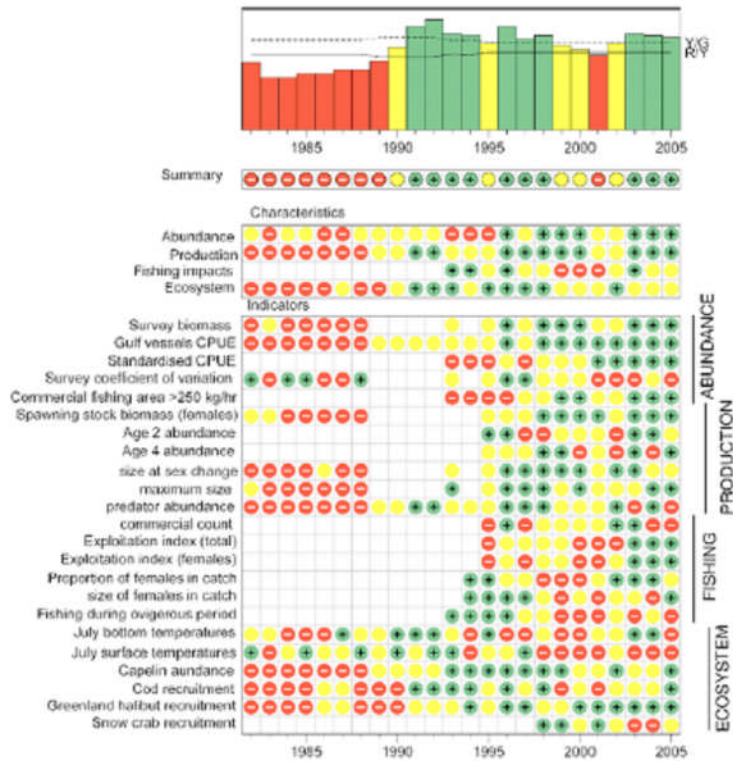 Y/G
R/Y
1985 1990 1995 2000 2005
Summary
Characteristics
Abundance
Production
Fishing impacts
Ecosystem
Indicators
Survey biomass
Gulf vessels CPUE
Standardised CPUE
Survey coefficient of variation
Commercial fishing area >250 kg/hr
ABUNDANCE
Spawning stock biomass (females)
Age 2 abundance
Age 4 abundance
size at sex change
maximum size
predator abundance
PRODUCTION
commercial count
Exploitation index (total)
Exploitation index (females)
Proportion of females in catch
size of females in catch
Fishing during ovigerous period
FISHING
July bottom temperatures
July surface temperatures
Capelin aundance
Cod recruitment
Greenland halibut recruitment
Snow crab recruitment
ECOSYSTEM
1985 1990 1995 2000 2005